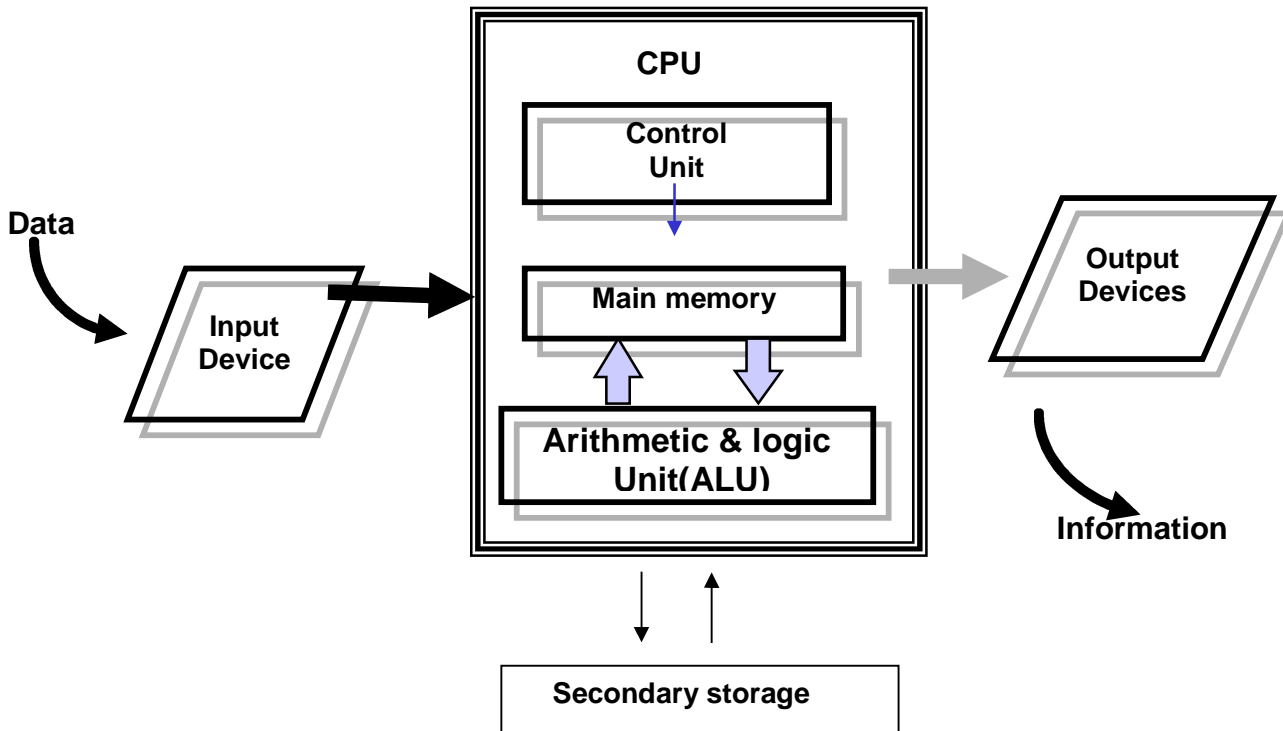 CPU
Control
Unit
Data
Input
Device
Main memory
Output
Devices
Arithmetic & logic
Unit(ALU)
Information
Secondary storage